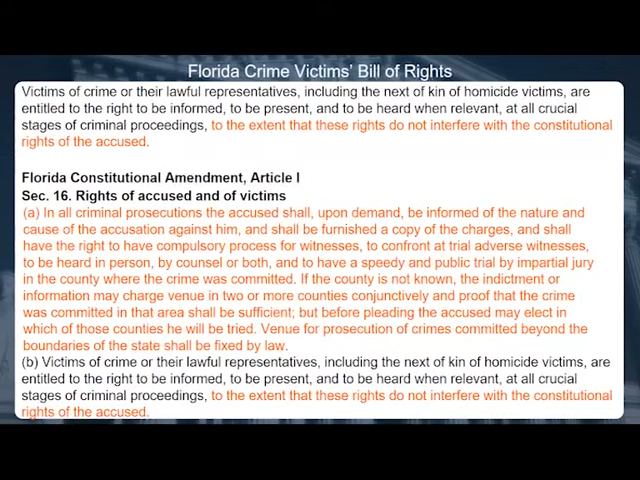 Florida Crime Victims' Bill of Rights
Victims of crime or their lawful representatives, including the next of kin of homicide victims, are
entitled to the right to be informed, to be present, and to be heard when relevant, at all crucial
stages of criminal proceedings, to the extent that these rights do not interfere with the constitutional
rights of the accused.
Florida Constitutional Amendment, Article I
Sec. 16. Rights of accused and of victims
(a) In all criminal prosecutions the accused shall, upon demand, be informed of the nature and
cause of the accusation against him, and shall be furnished a copy of the charges, and shall
have the right to have compulsory process for witnesses, to confront at trial adverse witnesses,
to be heard in person, by counsel or both, and to have a speedy and public trial by impartial jury
in the county where the crime was committed. If the county is not known, the indictment or
information may charge venue in two or more counties conjunctively and proof that the crime
was committed in that area shall be sufficient; but before pleading the accused may elect in
which of those counties he will be tried. Venue for prosecution of crimes committed beyond the
boundaries of the state shall be fixed by law.
(b) Victims of crime or their lawful representatives, including the next of kin of homicide victims, are
entitled to the right to be informed, to be present, and to be heard when relevant, at all crucial
stages of criminal proceedings, to the extent that these rights do not interfere with the constitutional
rights of the accused.